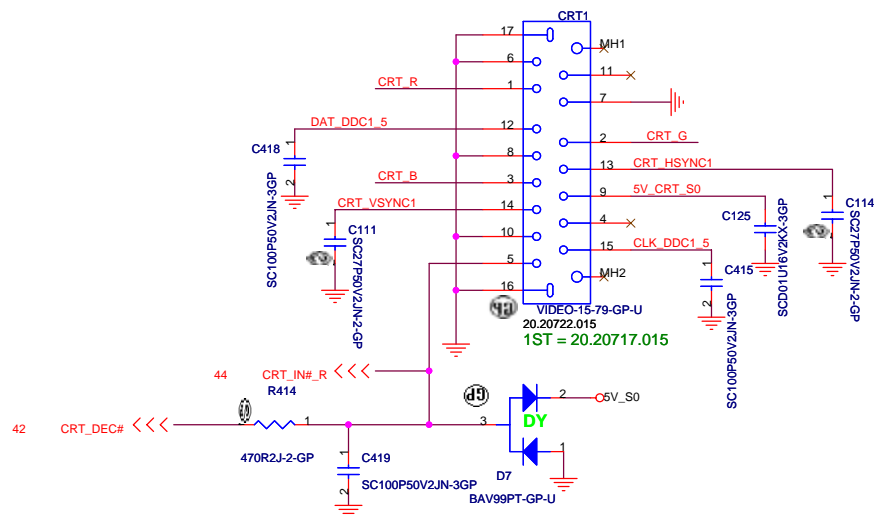 CRT1
17
MH1
6
11
CRT_R
1
7
DAT_DDC1_5
12
2
CRT_G
C418
1
2
SC100P50V2JN-3GP
8
13
CRT_HSYNC1
CRT_B
3
9
5V_CRT_S0
CRT_VSYNC1
14
4
1
C111
SC27P50V2JN-2-GP
C125
SCD01U16V2KX-3GP
1
C114
SC27P50V2JN-2-GP
10
15
CLK_DDC1_5
5
MH2
1
C415
2
SC100P50V2JN-3GP
16
VIDEO-15-79-GP-U
20.20722.015
1ST = 20.20717.015
44
CRT_IN#_R
R414
GP
2
5V_S0
DY
42
CRT_DEC#
1
3
470R2J-2-GP
1
C419
2
SC100P50V2JN-3GP
D7
1
BAV99PT-GP-U